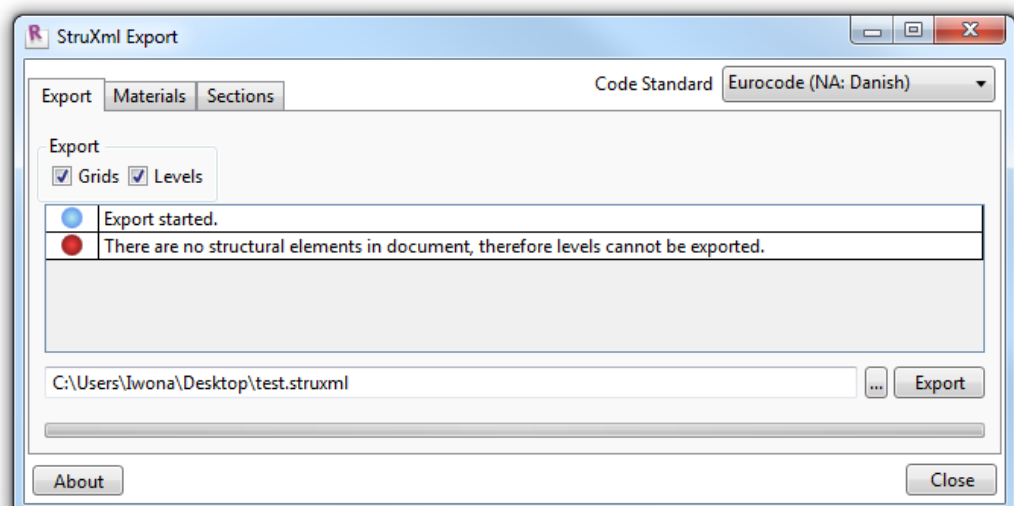 R StruXml Export
Code Standard Eurocode (NA: Danish)
Export Materials Sections
Export
Grids Levels
Export started.
There are no structural elements in document, therefore levels cannot be exported.
C:\Users\Iwona\Desktop\test.struxml ... Export
About Close